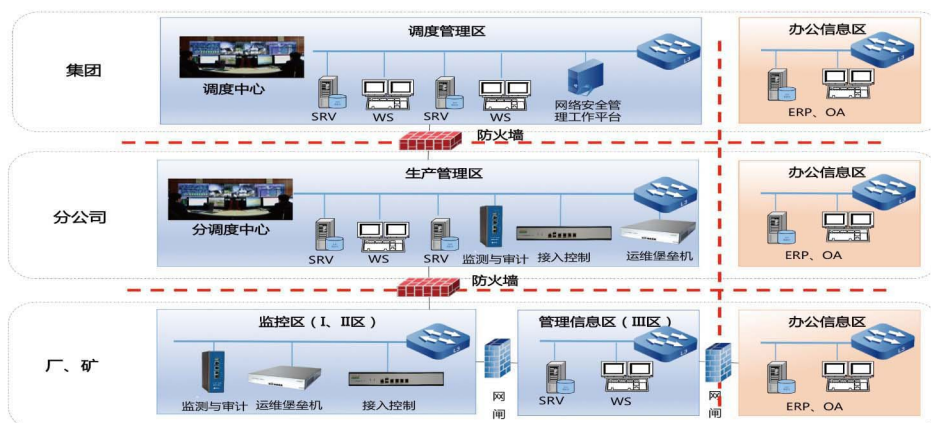 集团
调度管理区
调度中心
SRV
WS
SRV
WS
网络安全管
理工作平台
办公信息区
ERP、OA
防火墙
分公司
生产管理区
分调度中心
SRV
WS
SRV
监测与审计
接入控制
运维堡垒机
办公信息区
ERP、OA
防火墙
厂、矿
监控区（I、II区）
监测与审计
运维堡垒机
接入控制
网
闸
管理信息区（III区）
SRV
WS
网
闸
办公信息区
ERP、OA